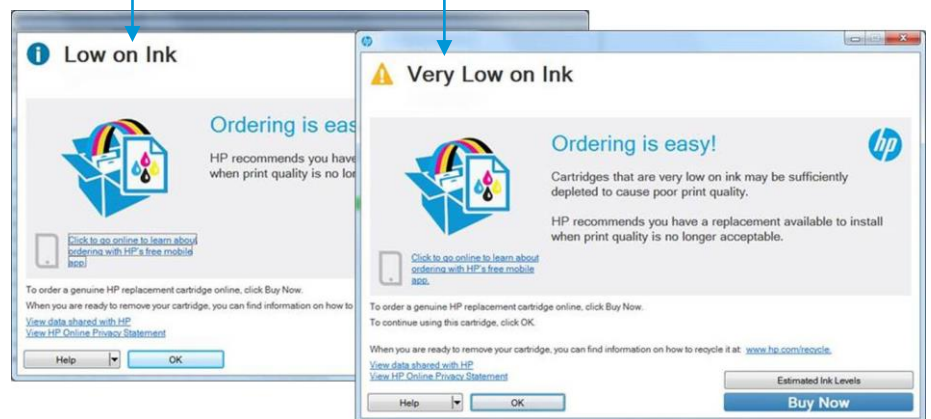 Low on Ink
Ordering is eas
HP recommends you have
when print quality is no lon
Click to go online to learn about
ordering with HP's free mobile
app.
To order a genuine HP replacement cartridge online, click Buy Now.
When you are ready to remove your cartridge, you can find information on how to
View data shared with HP
View HP Online Privacy Statement
Help
OK
hp
Very Low on Ink
Ordering is easy!
hp
Cartridges that are very low on ink may be sufficiently
depleted to cause poor print quality.
HP recommends you have a replacement available to install
when print quality is no longer acceptable.
Click to go online to learn about
ordering with HP's free mobile
app.
To order a genuine HP replacement cartridge online, click Buy Now.
To continue using this cartridge, click OK.
When you are ready to remove your cartridge, you can find information on how to recycle it at: www.hp.com/recycle.
View data shared with HP
View HP Online Privacy Statement
Estimated Ink Levels
Help
OK
Buy Now